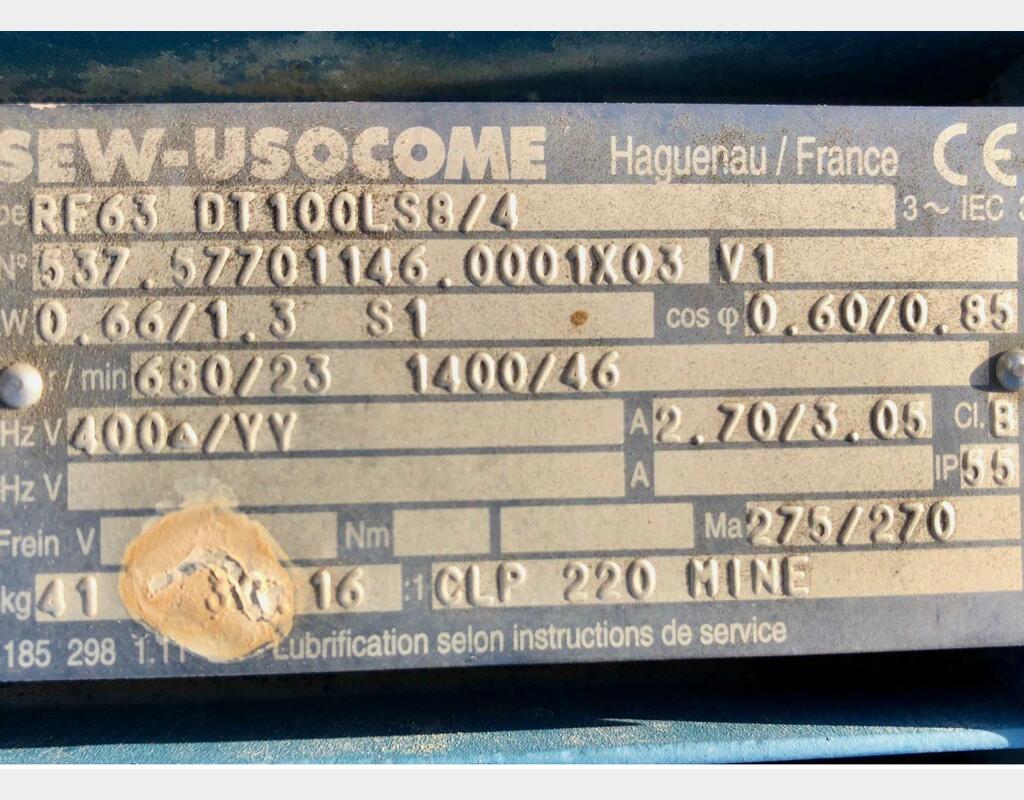 SEW-USOCOME Haguenau / France CE
RF63 DT100LS8/4 3~ IEC
Nº 537.57701146.0001X03 V1
W 0.66/1.3 S1 cos φ 0.60/0.85
/ min 680/23 1400/46
Hz V 400△/YY A 2.70/3.05 Cl. B
Hz V A IP 55
Frein V Nm Ma 275/270
kg 41 16 :1 CLP 220 MINE
185 298 1.11 Lubrification selon instructions de service